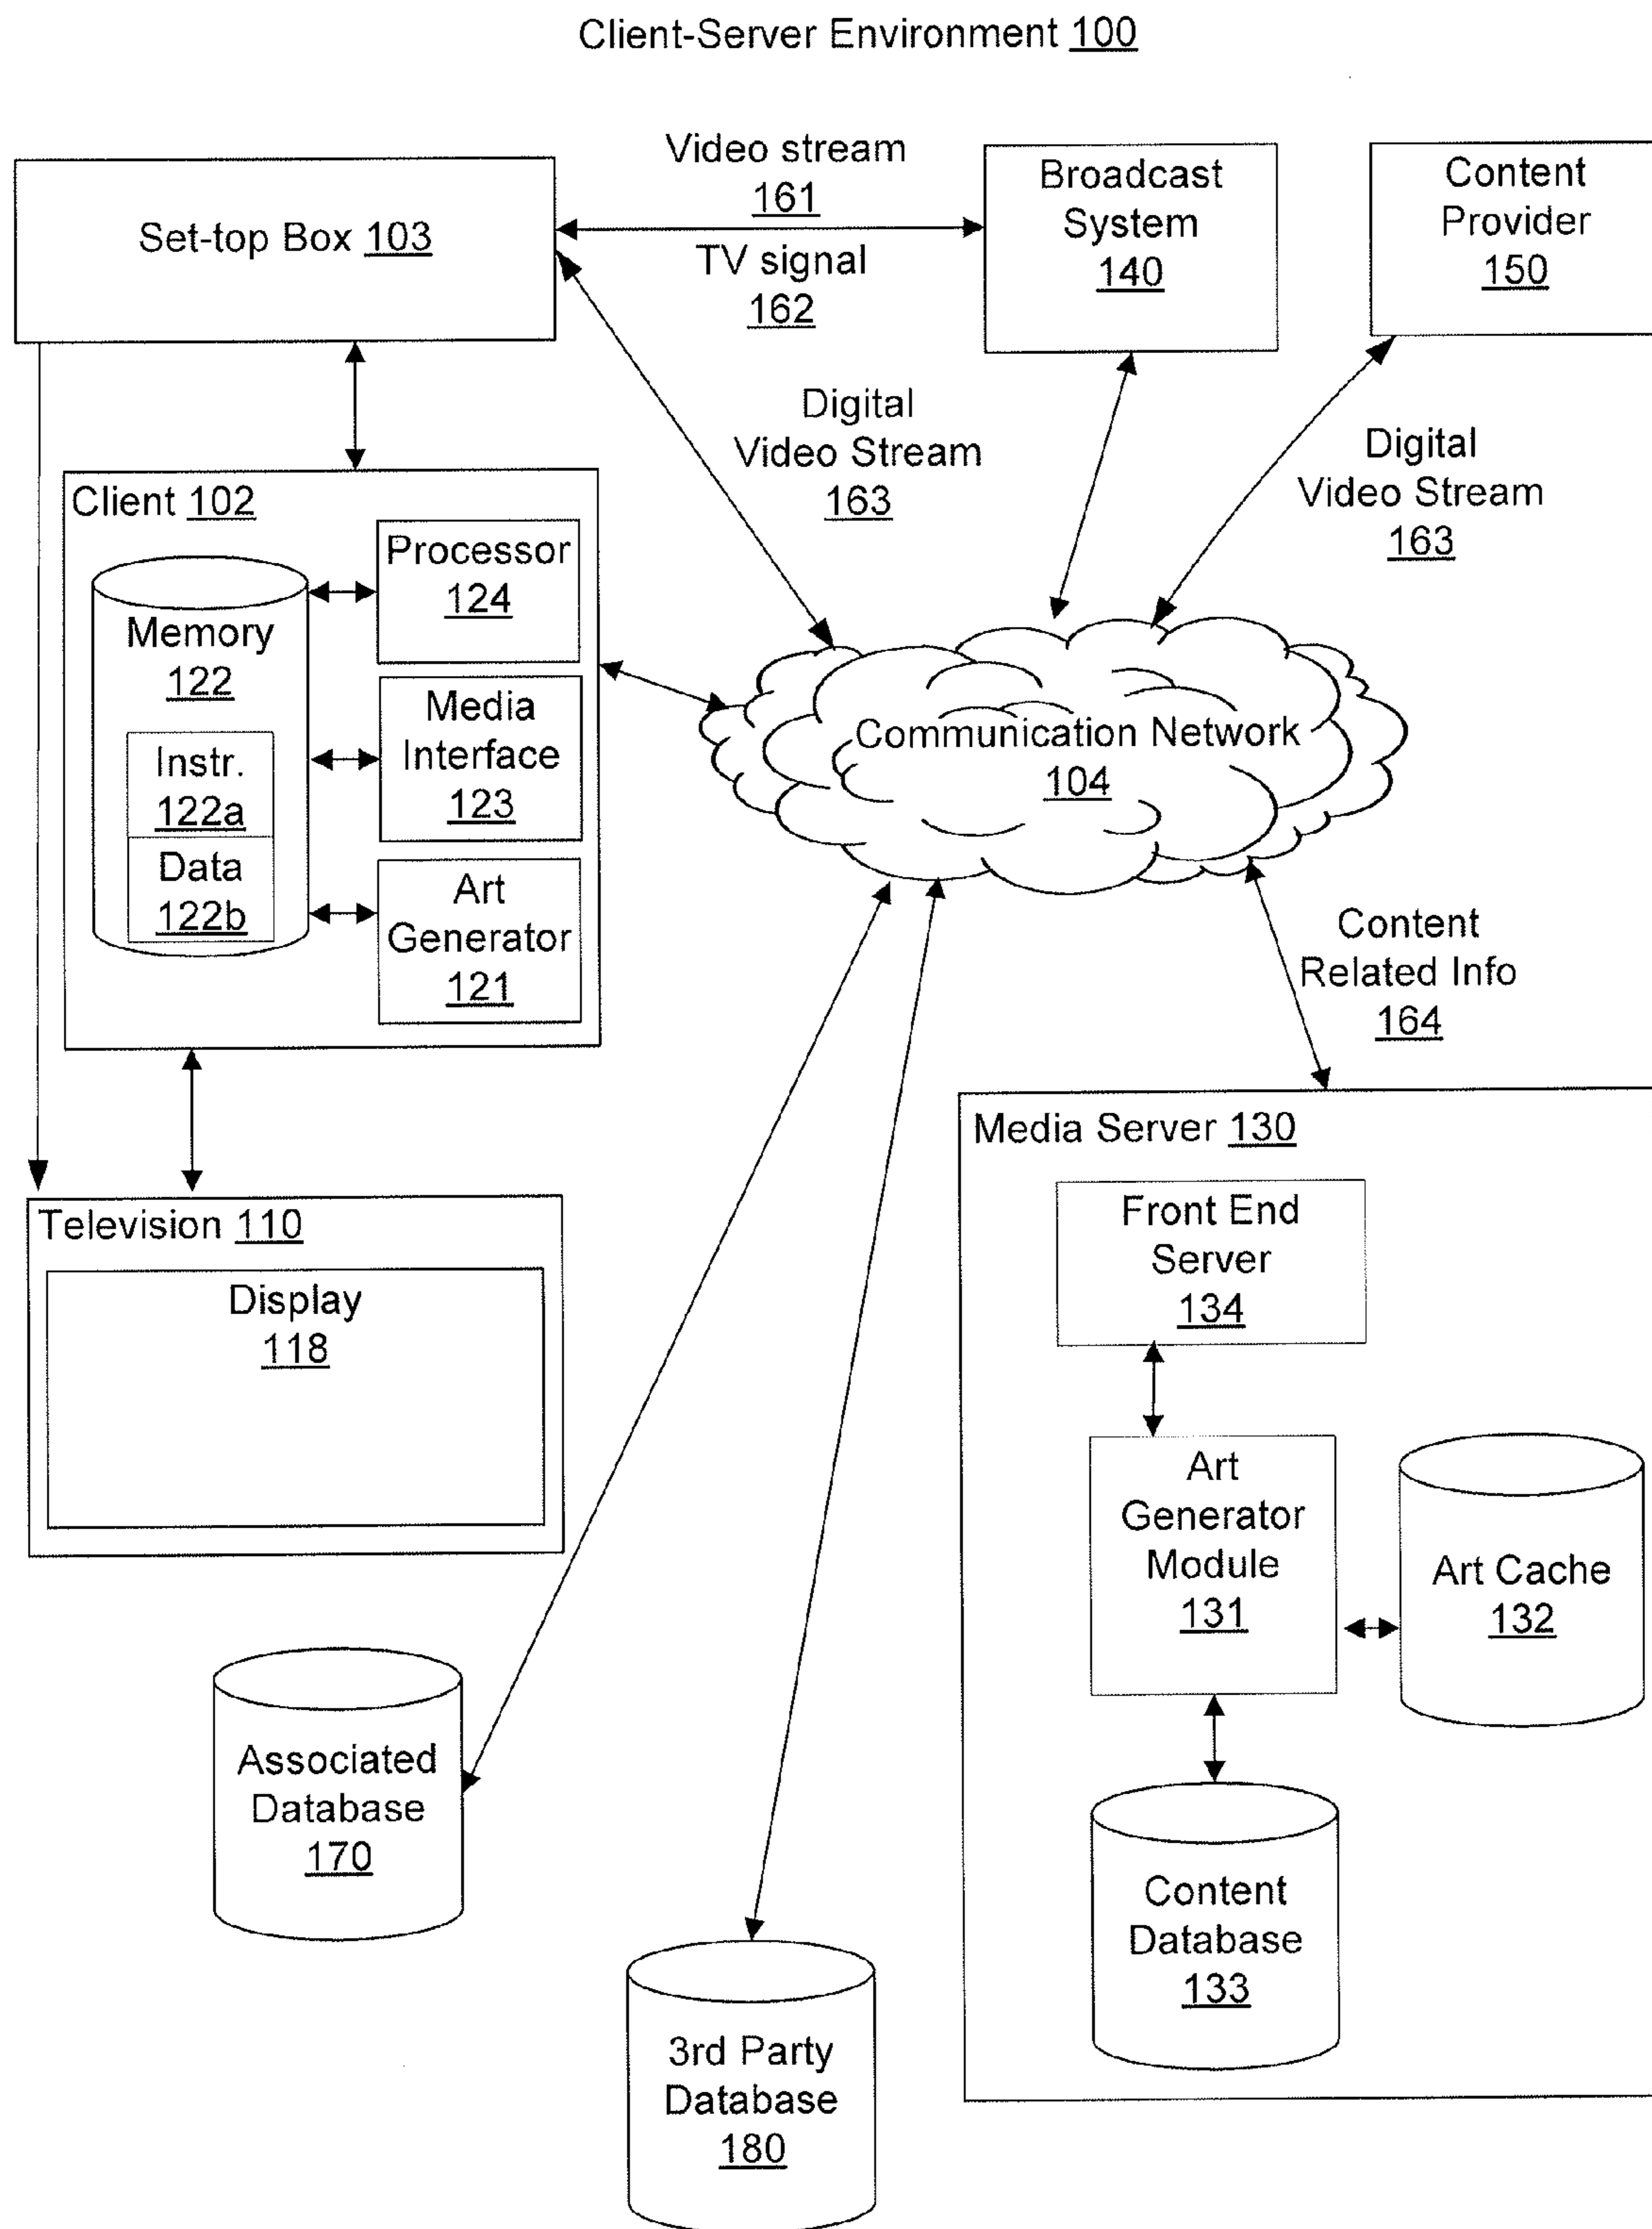 Client-Server Environment 100
Set-top Box 103
Video stream
161
TV signal
162
Broadcast
System
140
Content
Provider
150
Digital
Video Stream
163
Digital
Video Stream
163
Client 102
Memory
122
Instr.
122a
Data
122b
Processor
124
Media
Interface
123
Art
Generator
121
Communication Network
104
Content
Related Info
164
Television 110
Display
118
Media Server 130
Front End
Server
134
Art
Generator
Module
131
Art Cache
132
Content
Database
133
Associated
Database
170
3rd Party
Database
180